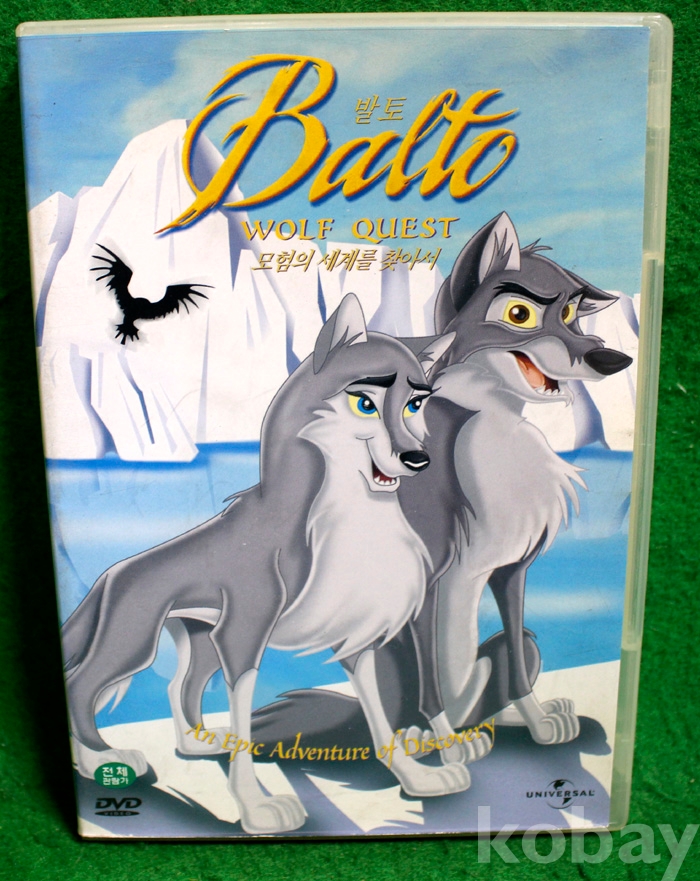 Balto
발토
WOLF QUEST
모험의 세계를 찾아서
An Epic Adventure of Discovery
전체
관람가
DVD
VIDEO
UNIVERSAL
kobay